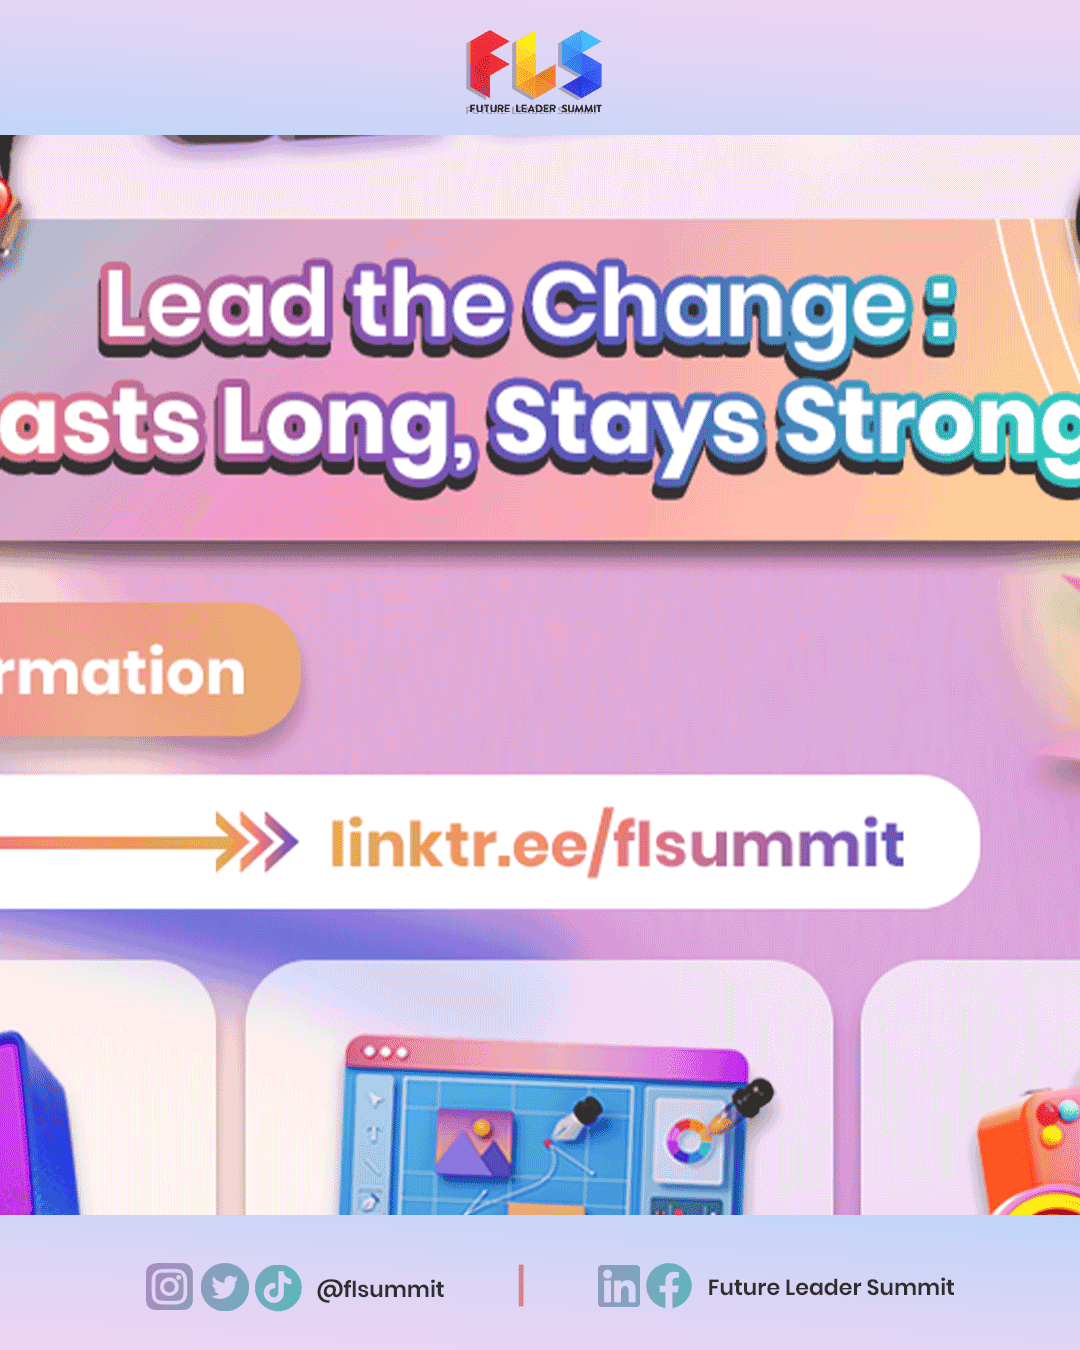 FLS
FUTURE LEADER SUMMIT
Lead the Change :
asts Long, Stays Strong
rmation
linktr.ee/flsummit
@flsummit
Future Leader Summit